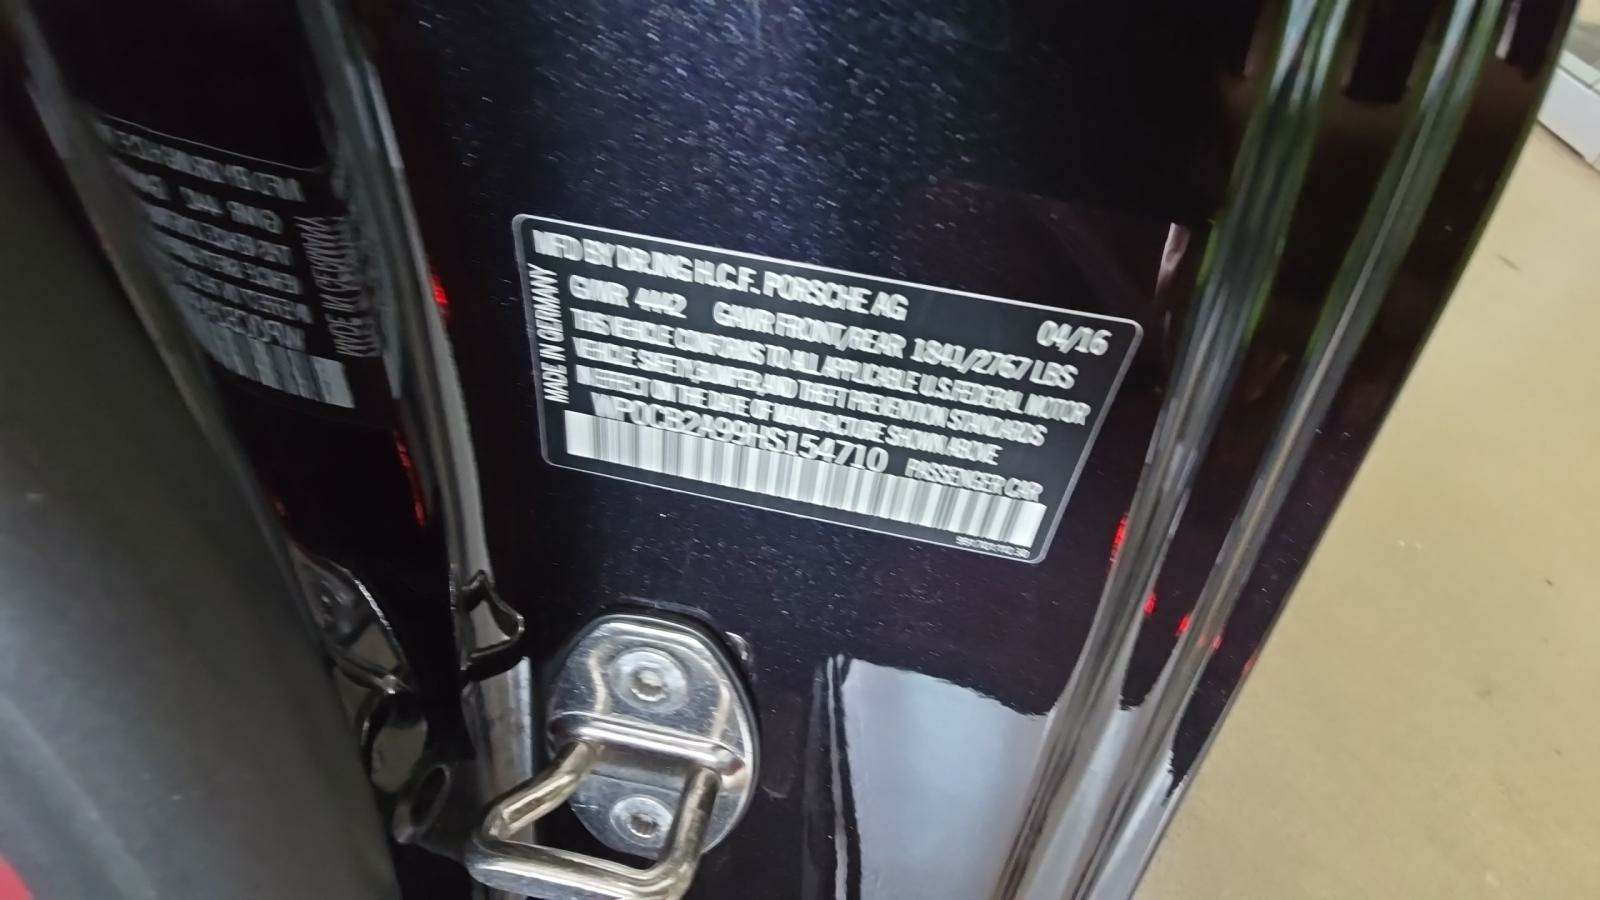 MFD BY DR.ING H.C.F. PORSCHE AG 04/16
GVWR 4442 GAWR FRONT/REAR 1841/2767 LBS
THIS VEHICLE CONFORMS TO ALL APPLICABLE U.S. FEDERAL MOTOR
VEHICLE SAFETY, BUMPER, AND THEFT PREVENTION STANDARDS
IN EFFECT ON THE DATE OF MANUFACTURE SHOWN ABOVE
WP0CB2A99HS154710 PASSENGER CAR
MADE IN GERMANY